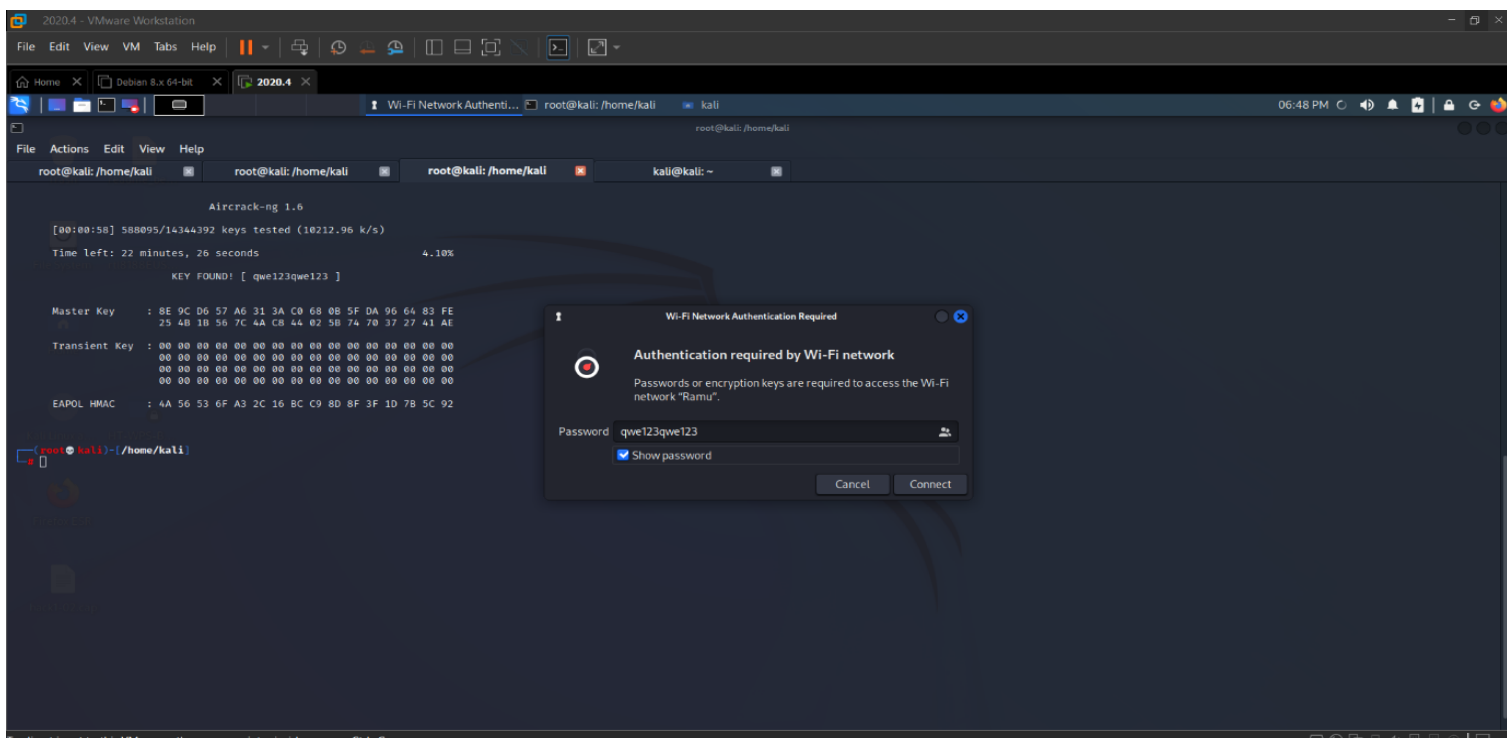 2020.4 - VMware Workstation
File Edit View VM Tabs Help
Home Debian 8.x 64-bit 2020.4
Wi-Fi Network Authenti... root@kali: /home/kali kali 06:48 PM
root@kali: /home/kali
File Actions Edit View Help
root@kali: /home/kali root@kali: /home/kali root@kali: /home/kali kali@kali: ~
Aircrack-ng 1.6
[00:00:58] 588095/14344392 keys tested (10212.96 k/s)
Time left: 22 minutes, 26 seconds 4.10%
KEY FOUND! [ qwe123qwe123 ]
Master Key : 8E 9C D6 57 A6 31 3A C0 68 0B 5F DA 96 64 83 FE
25 4B 1B 56 7C 4A C8 44 02 5B 74 70 37 27 41 AE
Transient Key : 00 00 00 00 00 00 00 00 00 00 00 00 00 00 00 00
00 00 00 00 00 00 00 00 00 00 00 00 00 00 00 00
00 00 00 00 00 00 00 00 00 00 00 00 00 00 00 00
00 00 00 00 00 00 00 00 00 00 00 00 00 00 00 00
EAPOL HMAC : 4A 56 53 6F A3 2C 16 BC C9 8D 8F 3F 1D 7B 5C 92
(root💀kali)-[/home/kali]
#
Wi-Fi Network Authentication Required
Authentication required by Wi-Fi network
Passwords or encryption keys are required to access the Wi-Fi
network “Ramu”.
Password qwe123qwe123
Show password
Cancel Connect